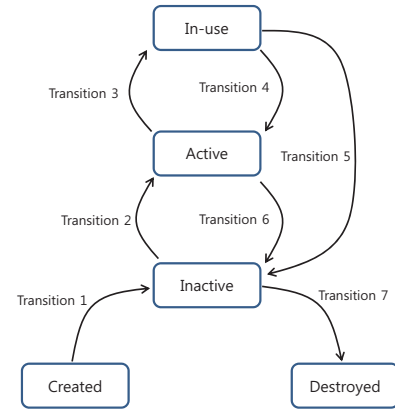 In-use
Transition 3
Transition 4
Active
Transition 5
Transition 2
Transition 6
Inactive
Transition 1
Transition 7
Created
Destroyed